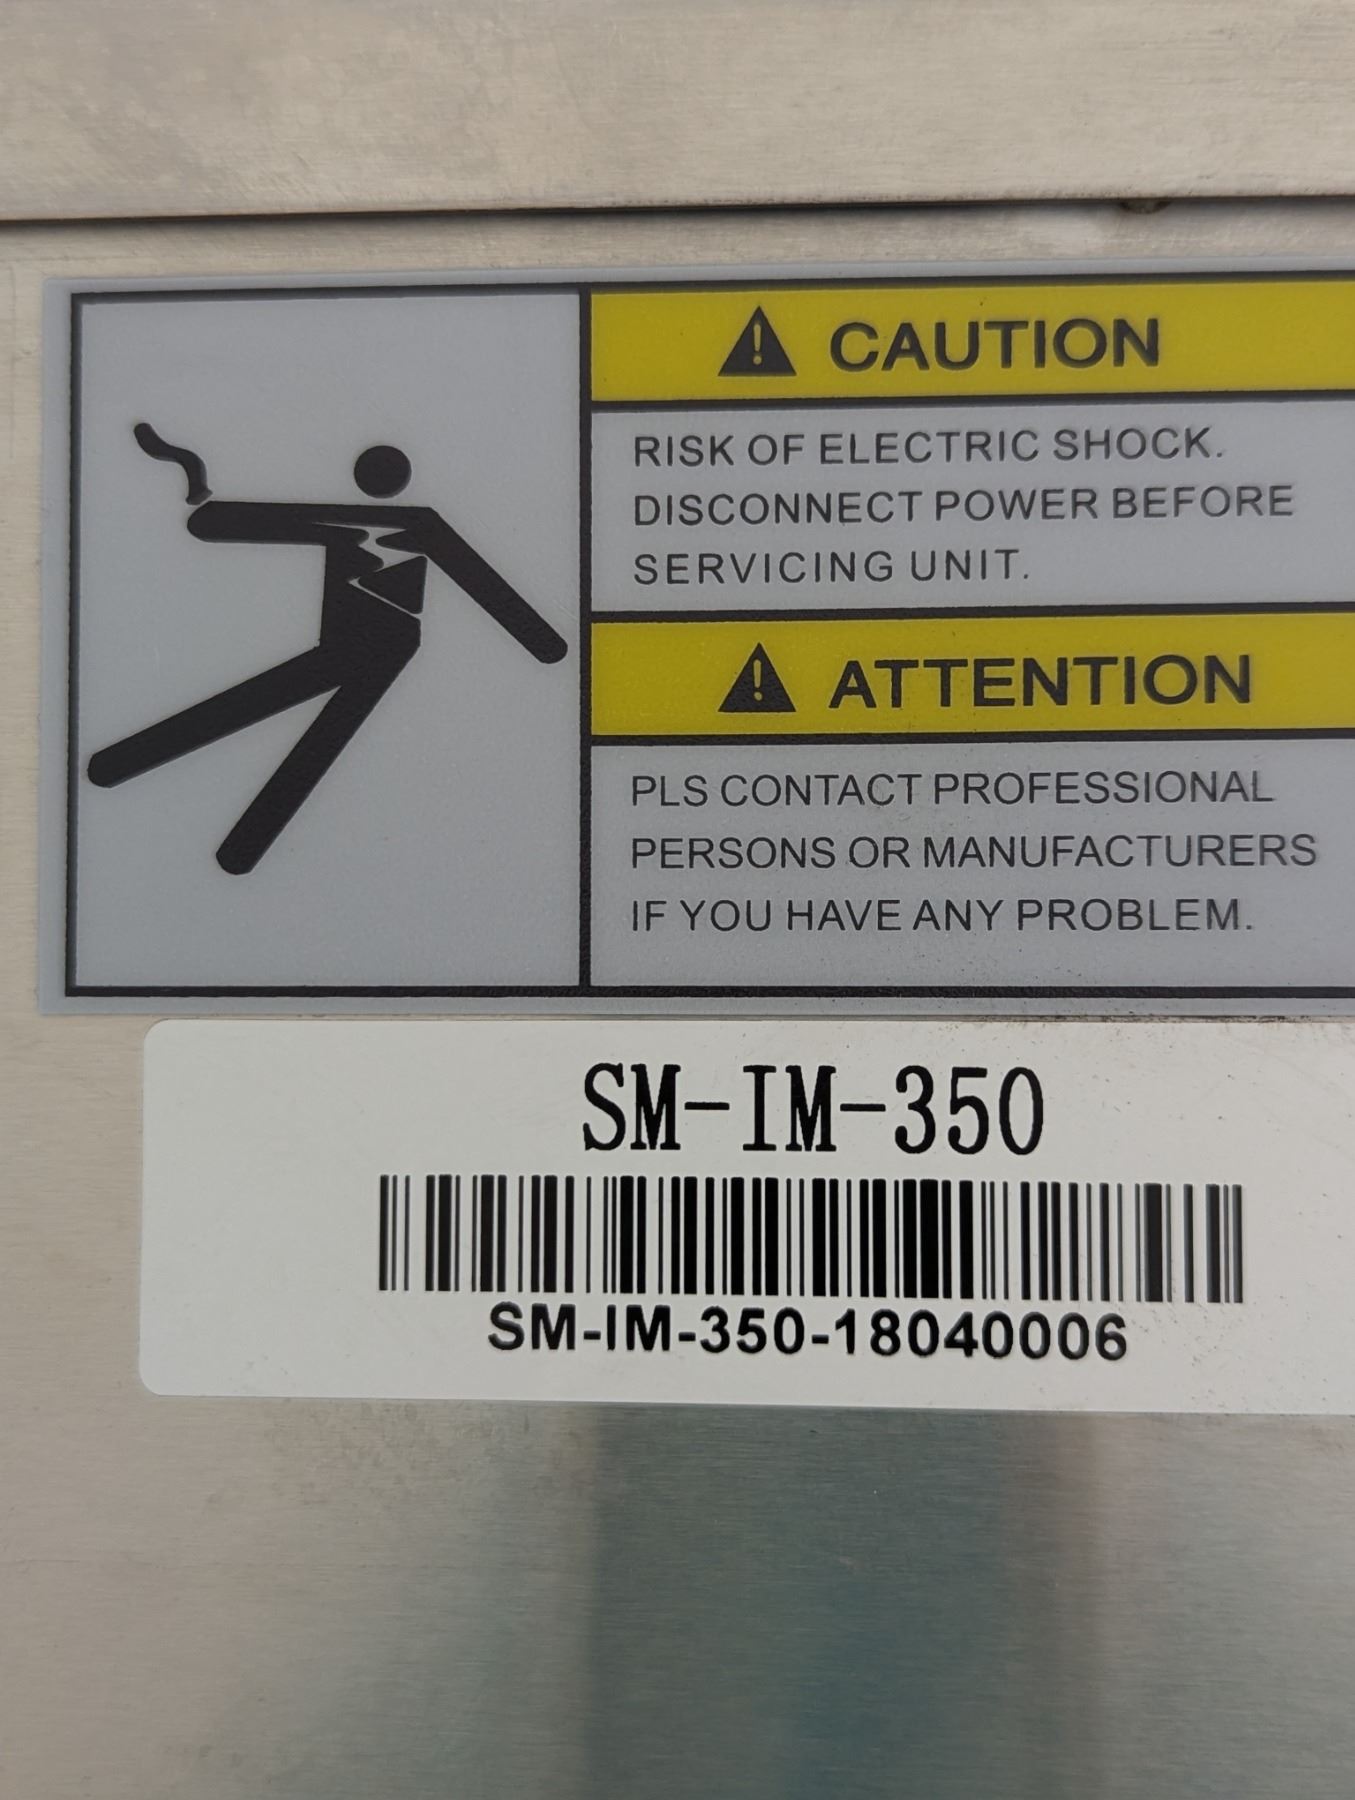 CAUTION
RISK OF ELECTRIC SHOCK.
DISCONNECT POWER BEFORE
SERVICING UNIT.
ATTENTION
PLS CONTACT PROFESSIONAL
PERSONS OR MANUFACTURERS
IF YOU HAVE ANY PROBLEM.
SM-IM-350
SM-IM-350-18040006